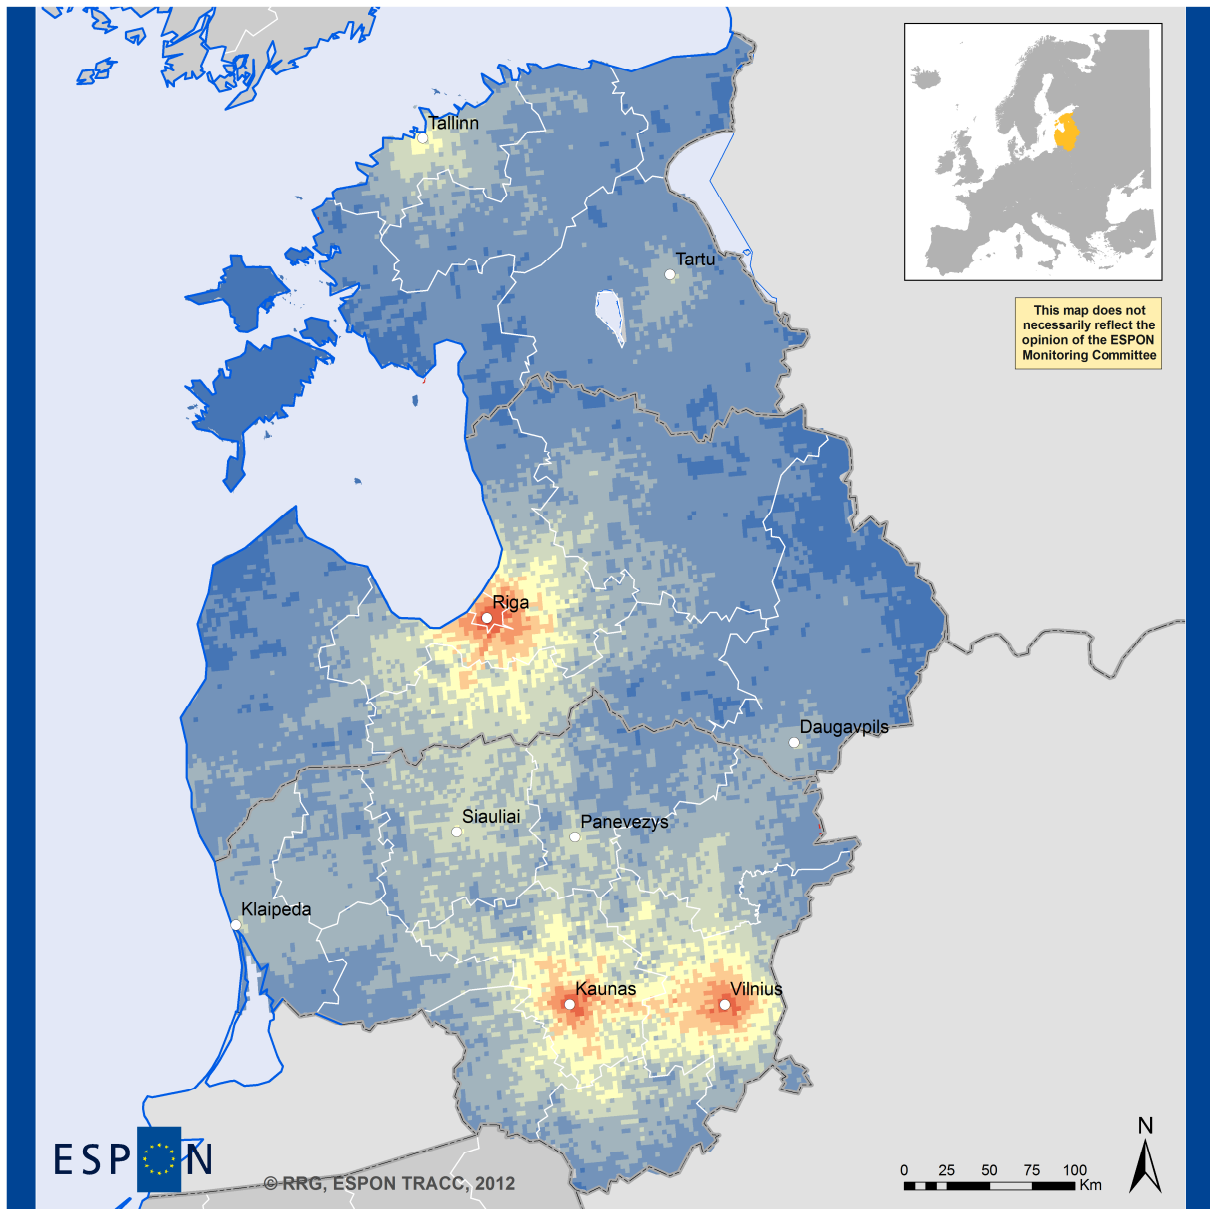 Tallinn
Tartu
This map does not
necessarily reflect the
opinion of the ESPON
Monitoring Committee
Riga
Daugavpils
Siauliai
Panevezys
Klaipeda
Kaunas
Vilnius
ESPON
© RRG, ESPON TRACC, 2012
N
0 25 50 75 100
Km